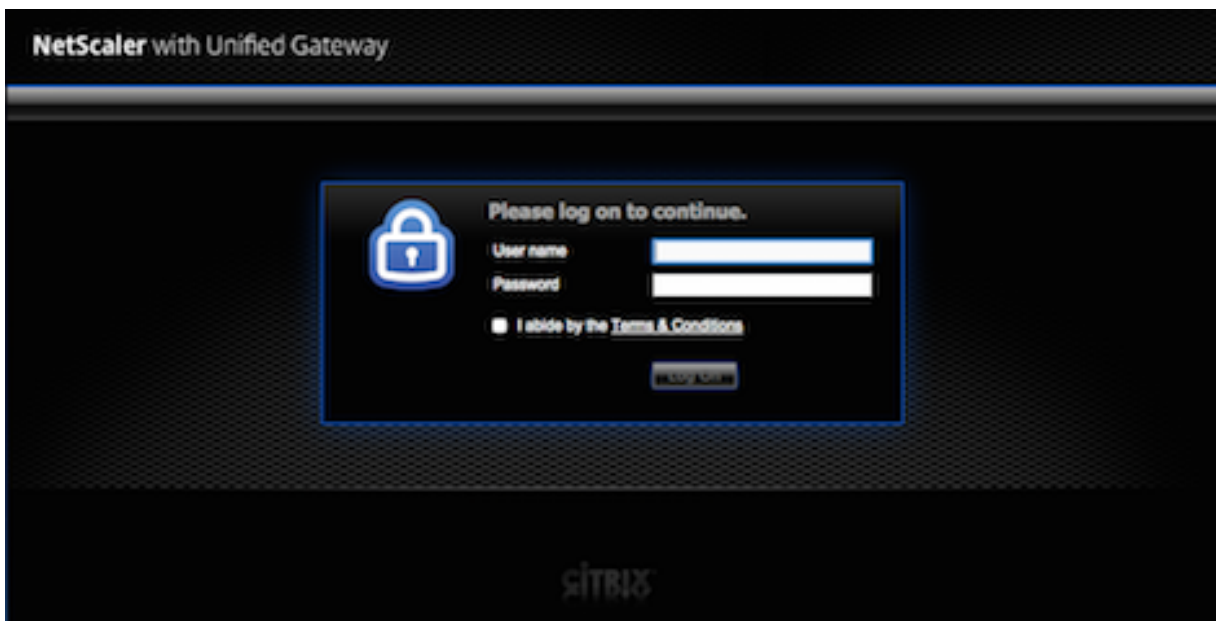 NetScaler with Unified Gateway
Please log on to continue.
User name
Password
I abide by the Terms & Conditions
Log On
CiTRIX